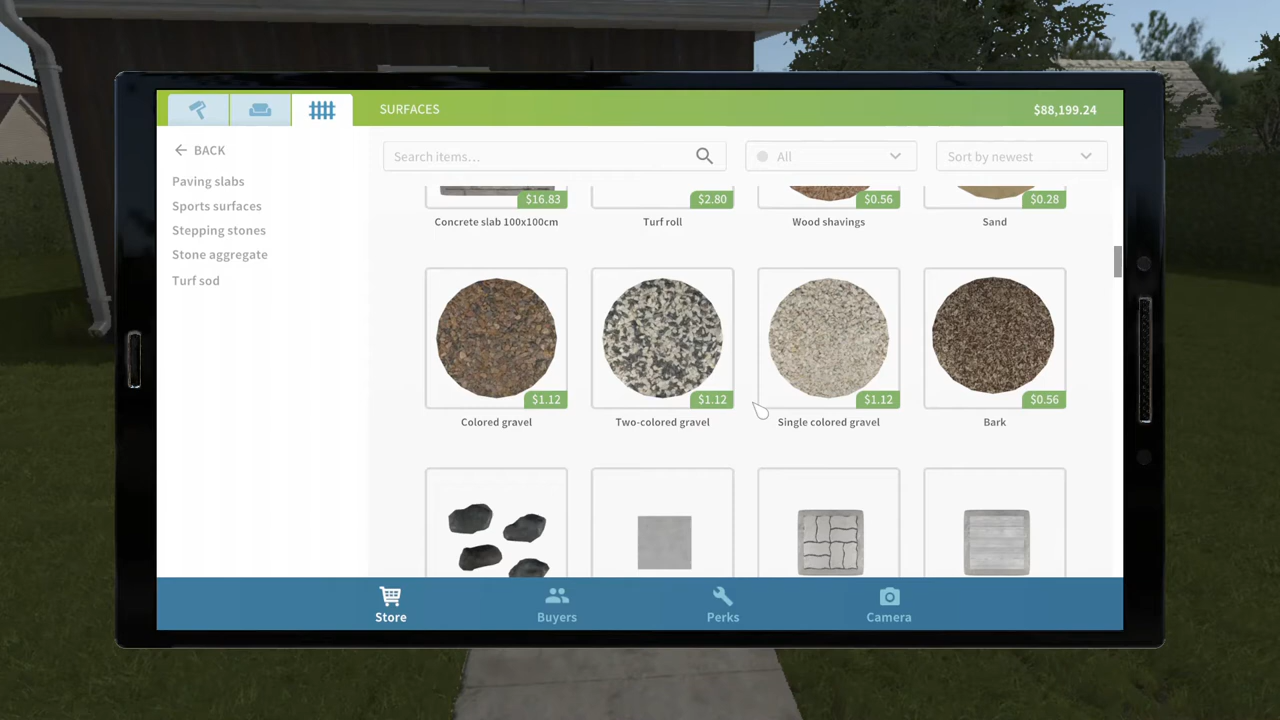 SURFACES
$88,199.24
BACK
Search items...
All
Sort by newest
Paving slabs
Sports surfaces
Stepping stones
Stone aggregate
Turf sod
$16.83
$2.80
$0.56
$0.28
Concrete slab 100x100cm
Turf roll
Wood shavings
Sand
$1.12
$1.12
$1.12
$0.56
Colored gravel
Two-colored gravel
Single colored gravel
Bark
Store
Buyers
Perks
Camera